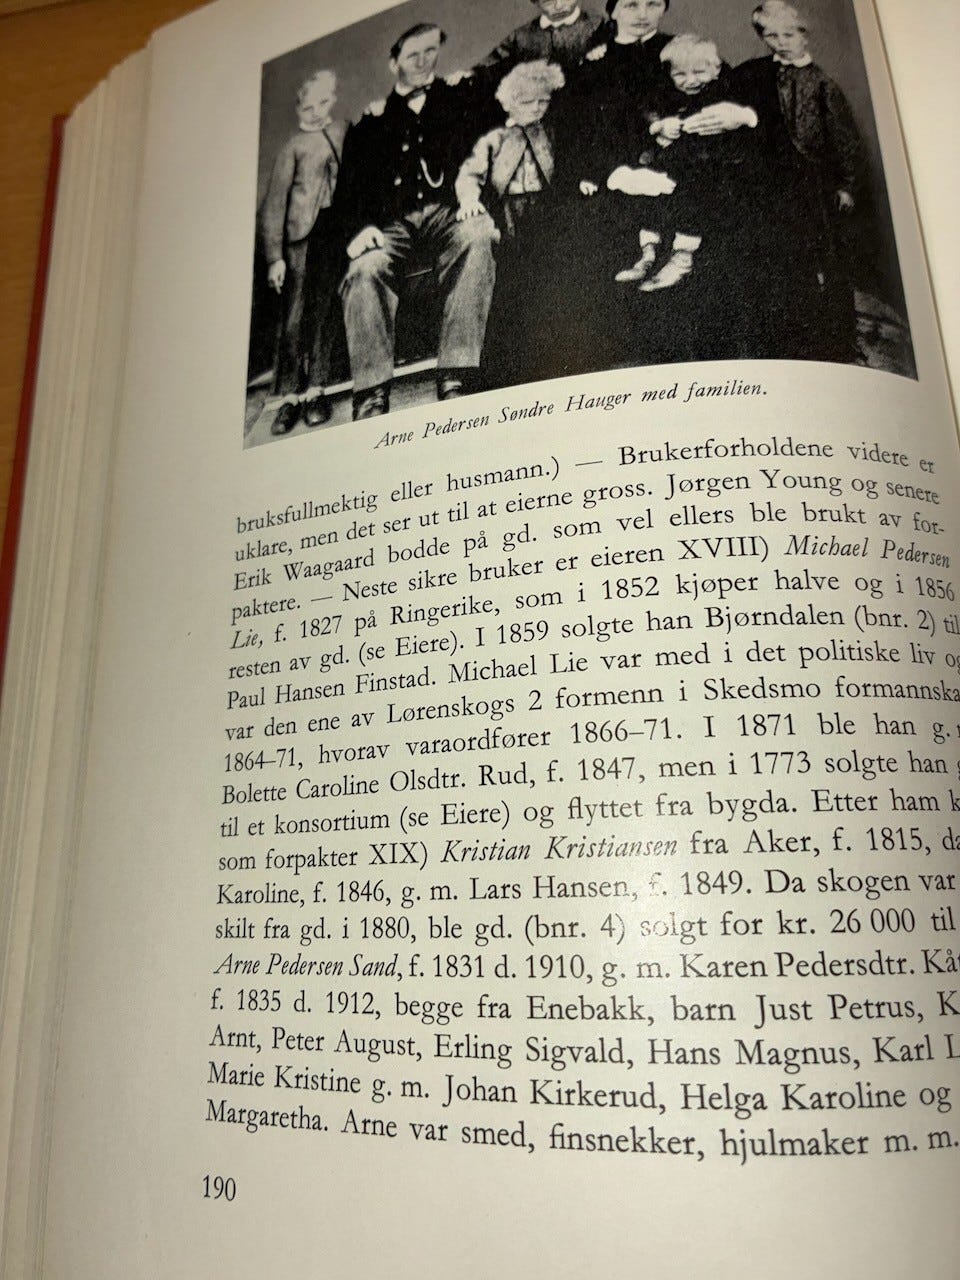 Arne Pedersen Søndre Hauger med familien.
bruksfullmektig eller husmann.) — Brukerforholdene videre er
uklare, men det ser ut til at eierne gross. Jørgen Young og senere
Erik Waagaard bodde på gd. som vel ellers ble brukt av for-
paktere. — Neste sikre bruker er eieren XVIII) Michael Pedersen
Lie, f. 1827 på Ringerike, som i 1852 kjøper halve og i 1856
resten av gd. (se Eiere). I 1859 solgte han Bjørndalen (bnr. 2) til
Paul Hansen Finstad. Michael Lie var med i det politiske liv og
var den ene av Lørenskogs 2 formenn i Skedsmo formannska
1864–71, hvorav varaordfører 1866–71. I 1871 ble han g.
Bolette Caroline Olsdtr. Rud, f. 1847, men i 1773 solgte han
til et konsortium (se Eiere) og flyttet fra bygda. Etter ham k
som forpakter XIX) Kristian Kristiansen fra Aker, f. 1815, da
Karoline, f. 1846, g. m. Lars Hansen, f. 1849. Da skogen var
skilt fra gd. i 1880, ble gd. (bnr. 4) solgt for kr. 26 000 til
Arne Pedersen Sand, f. 1831 d. 1910, g. m. Karen Pedersdtr. Kåt
f. 1835 d. 1912, begge fra Enebakk, barn Just Petrus, K
Arnt, Peter August, Erling Sigvald, Hans Magnus, Karl L
Marie Kristine g. m. Johan Kirkerud, Helga Karoline og
Margaretha. Arne var smed, finsnekker, hjulmaker m. m.
190